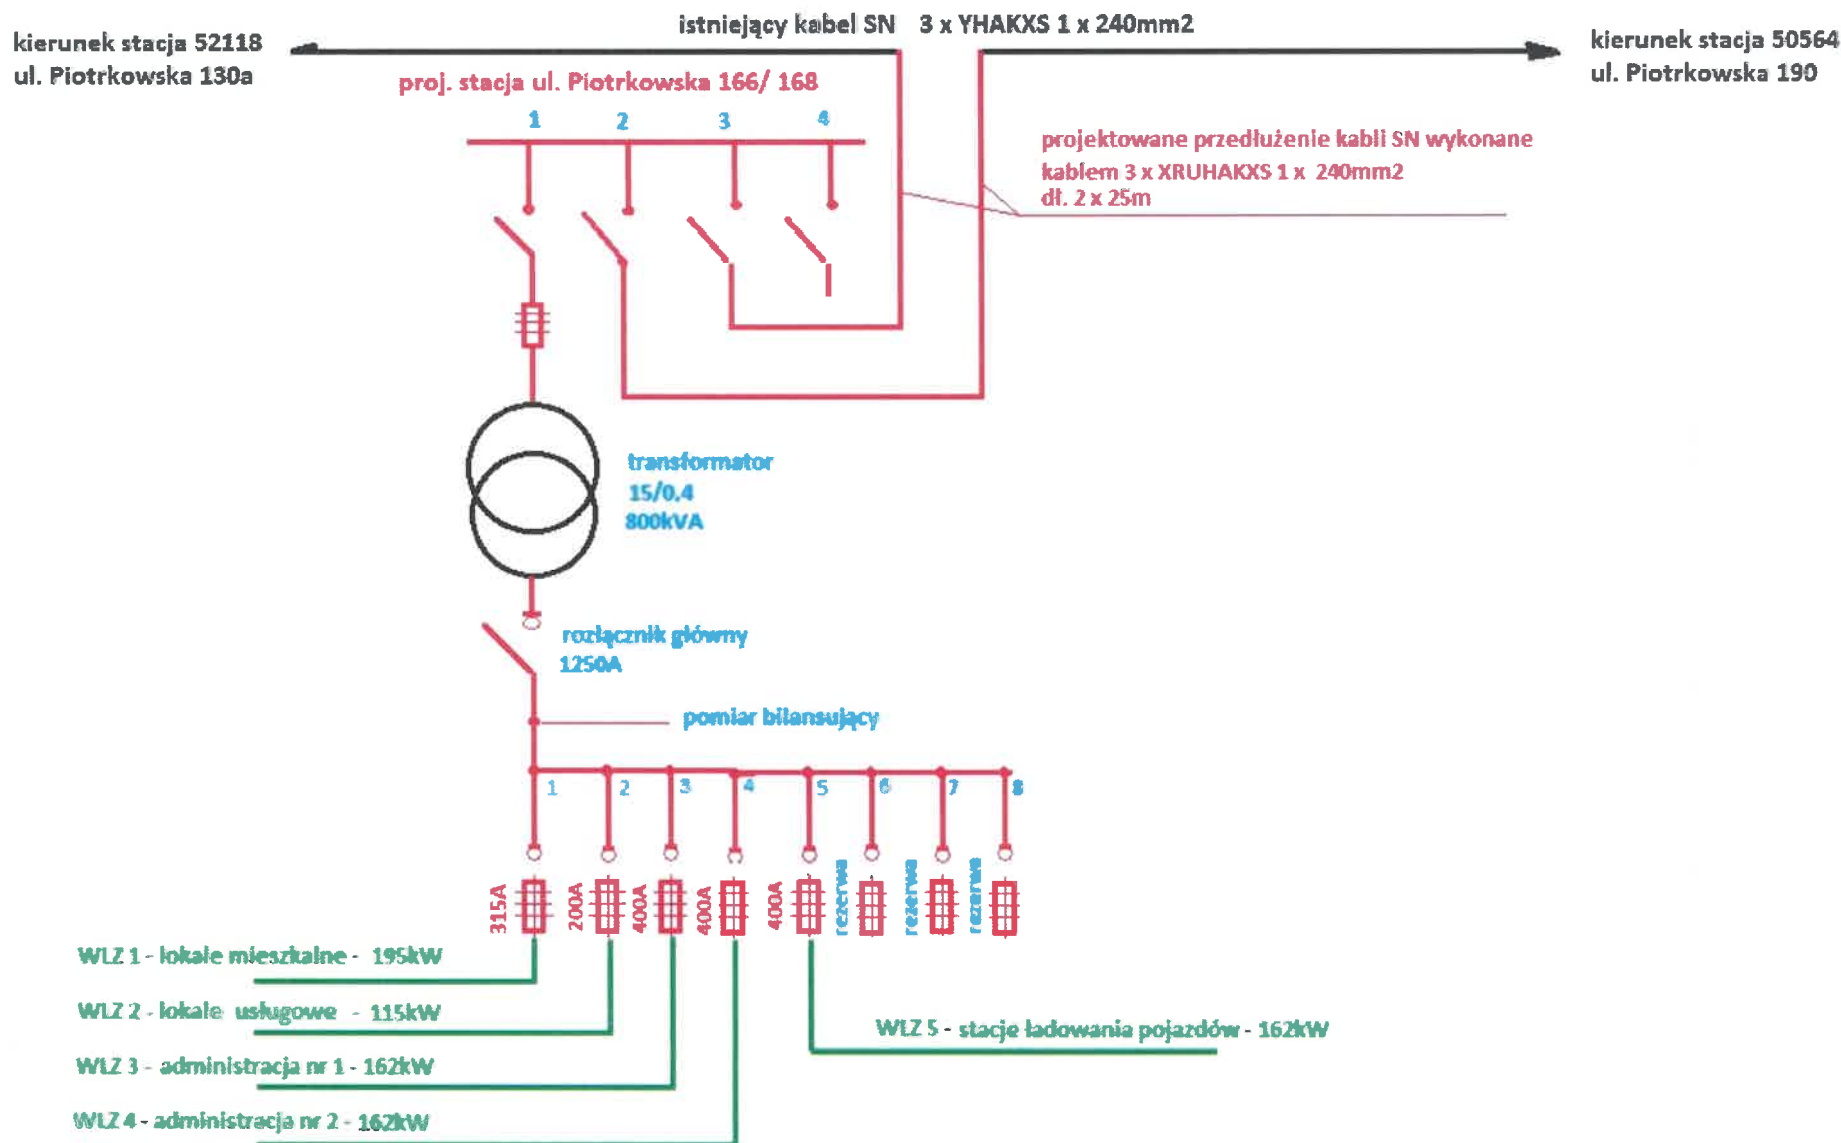 istniejący kabel SN 3 x YHAKXS 1 x 240mm2
kierunek stacja 52118
ul. Piotrkowska 130a
kierunek stacja 50564
ul. Piotrkowska 190
proj. stacja ul. Piotrkowska 166/ 168
1 2 3 4
projektowane przedłużenie kabli SN wykonane
kablem 3 x XRUHAKXS 1 x 240mm2
dł. 2 x 25m
transformator
15/0.4
800kVA
rozłącznik główny
1250A
pomiar bilansujący
1 2 3 4 5 6 7 8
315A
200A
400A
400A
400A
rezerwa
rezerwa
rezerwa
WLZ 1 - lokale mieszkalne - 195kW
WLZ 2 - lokale usługowe - 115kW
WLZ 3 - administracja nr 1 - 162kW
WLZ 4 - administracja nr 2 - 162kW
WLZ 5 - stacje ładowania pojazdów - 162kW